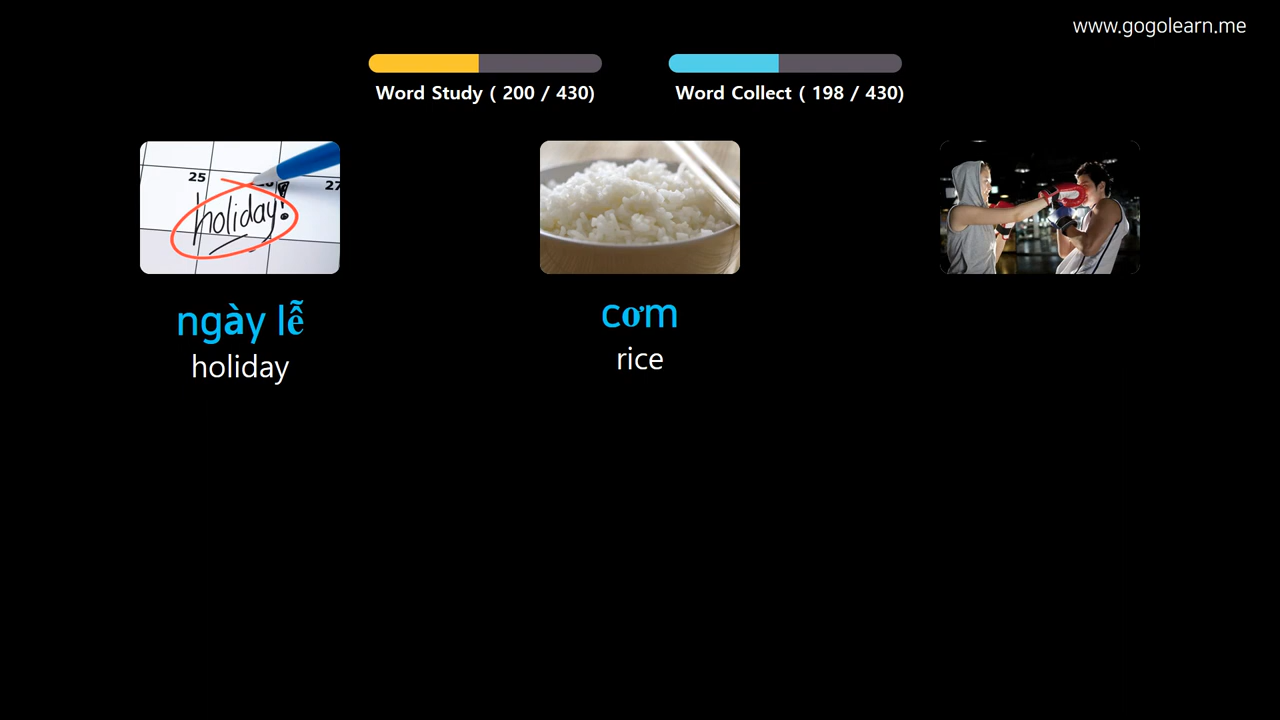 www.gogolearn.me
Word Study ( 200 / 430)
Word Collect ( 198 / 430)
25
27
holiday!
ngày lễ
holiday
cơm
rice